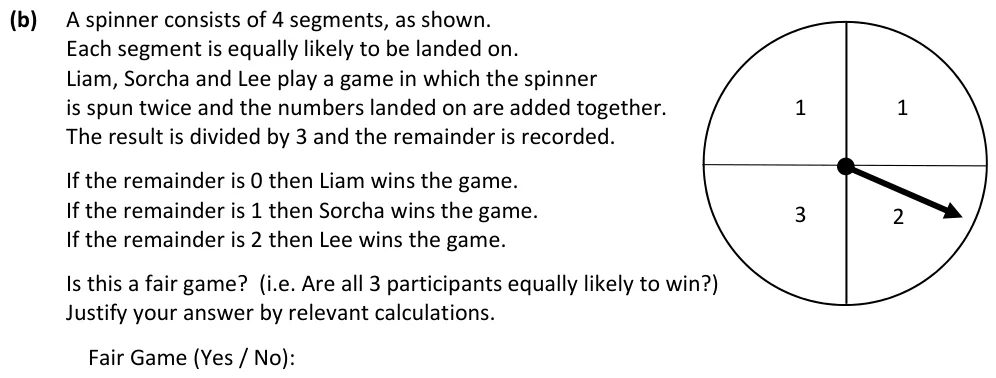 (b) A spinner consists of 4 segments, as shown.
Each segment is equally likely to be landed on.
Liam, Sorcha and Lee play a game in which the spinner
is spun twice and the numbers landed on are added together.
The result is divided by 3 and the remainder is recorded.
If the remainder is 0 then Liam wins the game.
If the remainder is 1 then Sorcha wins the game.
If the remainder is 2 then Lee wins the game.
Is this a fair game? (i.e. Are all 3 participants equally likely to win?)
Justify your answer by relevant calculations.
Fair Game (Yes / No):
1 1
3 2